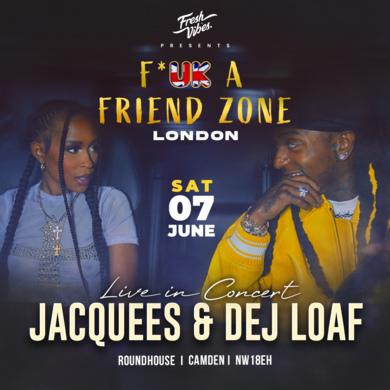 Fresh
Vibes.
PRESENTS
F*UK A
FRIEND ZONE
LONDON
SAT
07
JUNE
Live in Concert
JACQUEES & DEJ LOAF
ROUNDHOUSE | CAMDEN | NW18EH